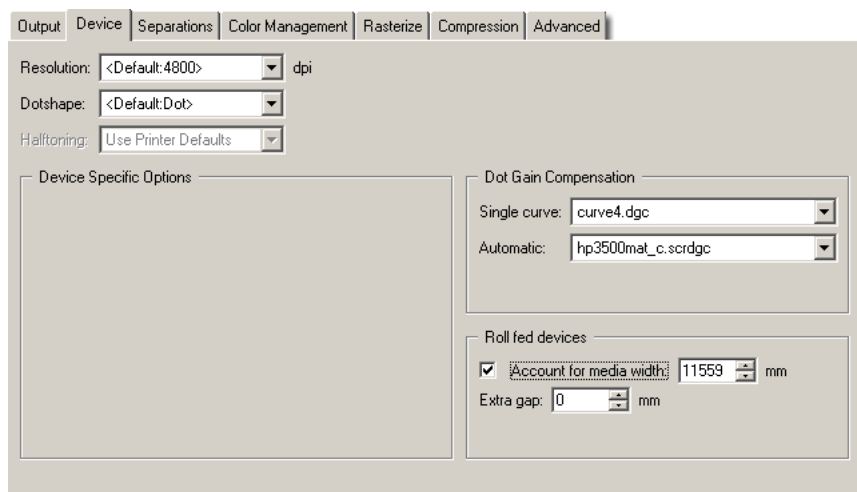 Output Device Separations Color Management Rasterize Compression Advanced
Resolution: <Default:4800> dpi
Dotshape: <Default:Dot>
Halftoning: Use Printer Defaults
Device Specific Options
Dot Gain Compensation
Single curve: curve4.dgc
Automatic: hp3500mat_c.scrdgc
Roll fed devices
Account for media width: 11559 mm
Extra gap: 0 mm